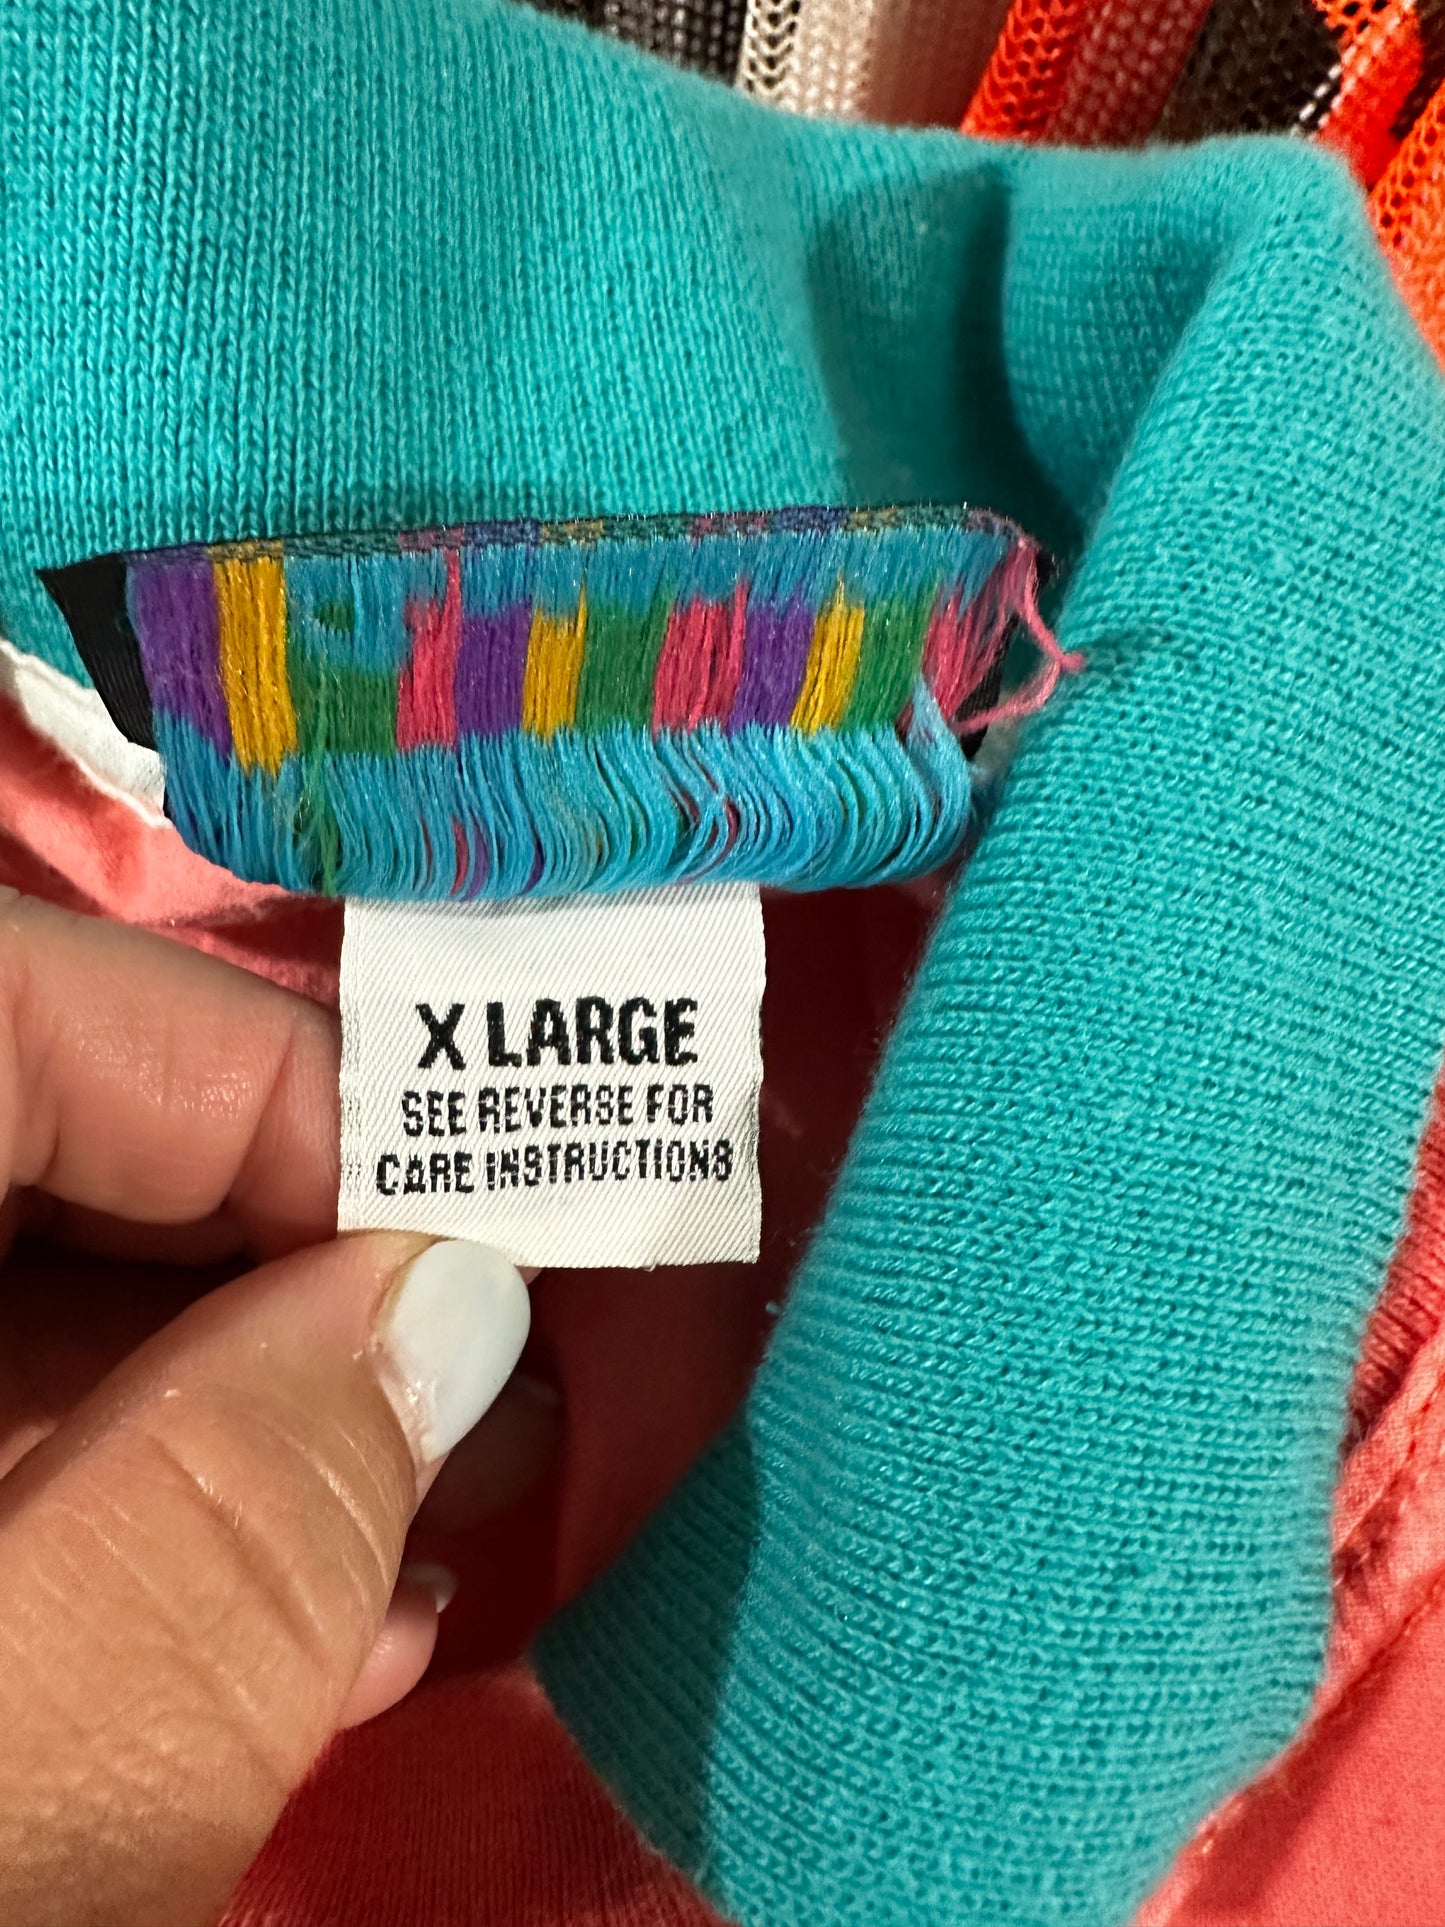 X LARGE
SEE REVERSE FOR
CARE INSTRUCTIONS